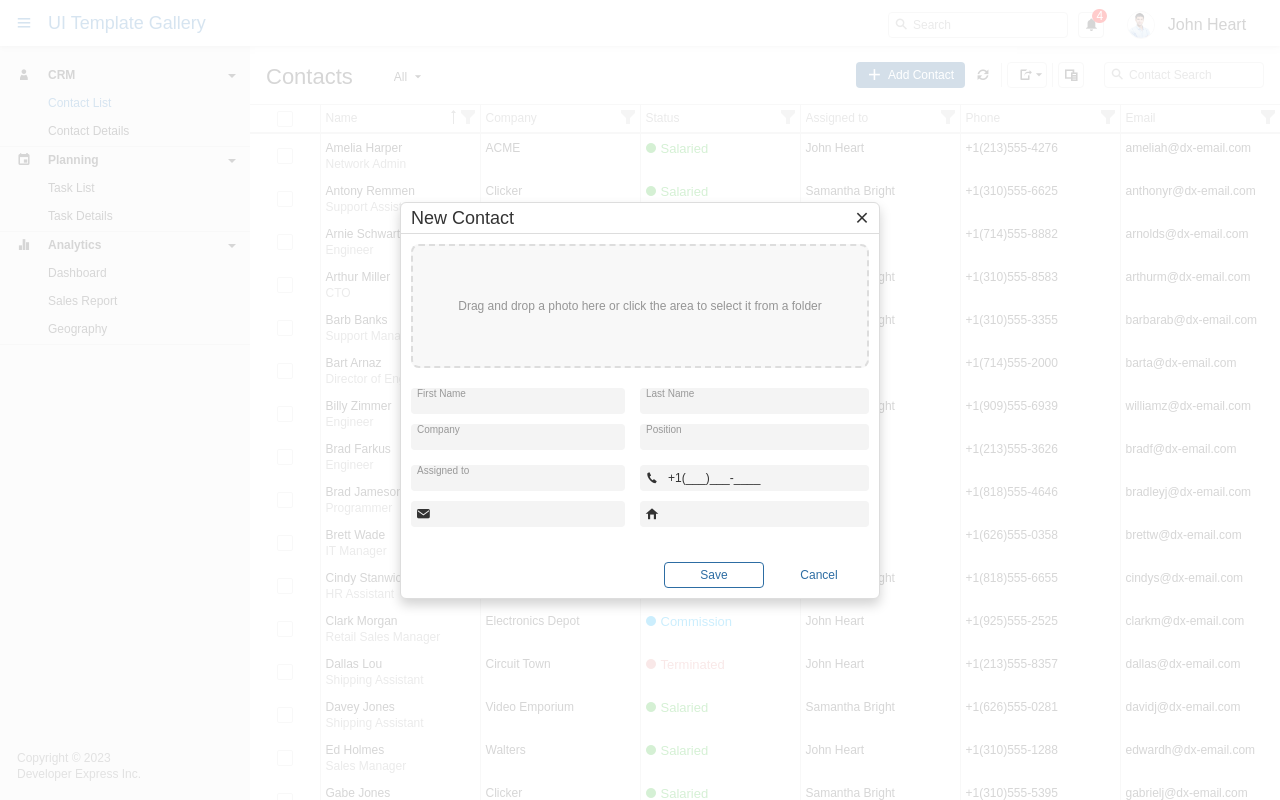 UI Template Gallery
Search
4
John Heart
CRM
Contact List
Contact Details
Planning
Task List
Task Details
Analytics
Dashboard
Sales Report
Geography
Copyright © 2023
Developer Express Inc.
Contacts
All
Add Contact
Contact Search
Name Company Status Assigned to Phone Email
Amelia Harper ACME Salaried John Heart +1(213)555-4276 ameliah@dx-email.com
Network Admin
Antony Remmen Clicker Salaried Samantha Bright +1(310)555-6625 anthonyr@dx-email.com
Support Assis
Arnie Schwart +1(714)555-8882 arnolds@dx-email.com
Engineer
Arthur Miller ght +1(310)555-8583 arthurm@dx-email.com
CTO
Barb Banks ght +1(310)555-3355 barbarab@dx-email.com
Support Mana
Bart Arnaz +1(714)555-2000 barta@dx-email.com
Director of En
Billy Zimmer ght +1(909)555-6939 williamz@dx-email.com
Engineer
Brad Farkus +1(213)555-3626 bradf@dx-email.com
Engineer
Brad Jameson +1(818)555-4646 bradleyj@dx-email.com
Programmer
Brett Wade +1(626)555-0358 brettw@dx-email.com
IT Manager
Cindy Stanwic ght +1(818)555-6655 cindys@dx-email.com
HR Assistant
Clark Morgan Electronics Depot Commission John Heart +1(925)555-2525 clarkm@dx-email.com
Retail Sales Manager
Dallas Lou Circuit Town Terminated John Heart +1(213)555-8357 dallas@dx-email.com
Shipping Assistant
Davey Jones Video Emporium Salaried Samantha Bright +1(626)555-0281 davidj@dx-email.com
Shipping Assistant
Ed Holmes Walters Salaried John Heart +1(310)555-1288 edwardh@dx-email.com
Sales Manager
Gabe Jones Clicker Salaried Samantha Bright +1(310)555-5395 gabrielj@dx-email.com
New Contact
Drag and drop a photo here or click the area to select it from a folder
First Name Last Name
Company Position
Assigned to +1(___)___-____
Save Cancel